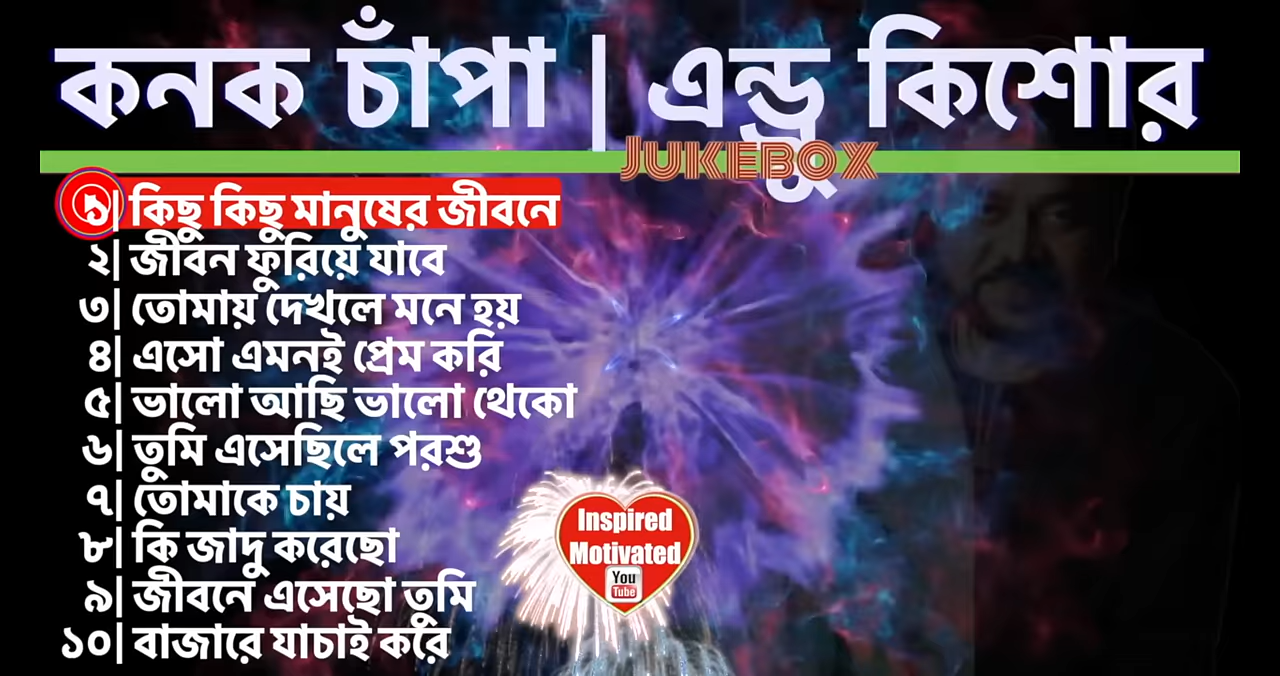 কনক চাঁপা | এন্ড্রু কিশোর
JUKEBOX
১| কিছু কিছু মানুষের জীবনে
২| জীবন ফুরিয়ে যাবে
৩| তোমায় দেখলে মনে হয়
৪| এসো এমনই প্রেম করি
৫| ভালো আছি ভালো থেকো
৬| তুমি এসেছিলে পরশু
৭| তোমাকে চায়
৮| কি জাদু করেছো
৯| জীবনে এসেছো তুমি
১০| বাজারে যাচাই করে
Inspired
Motivated
You
Tube